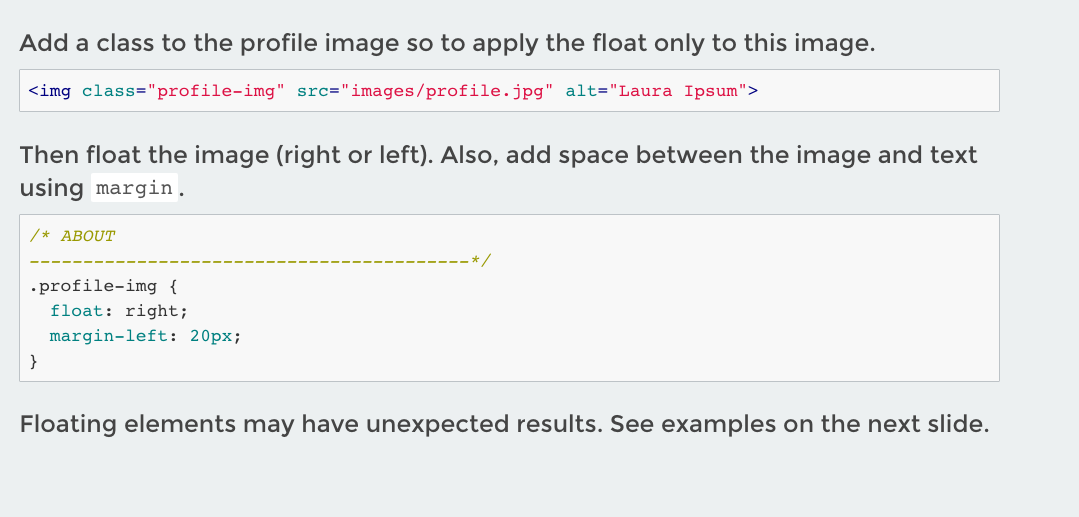 Add a class to the profile image so to apply the float only to this image.
<img class="profile-img" src="images/profile.jpg" alt="Laura Ipsum">
Then float the image (right or left). Also, add space between the image and text
using margin.
/* ABOUT
-----------------------------------------*/
.profile-img {
  float: right;
  margin-left: 20px;
}
Floating elements may have unexpected results. See examples on the next slide.